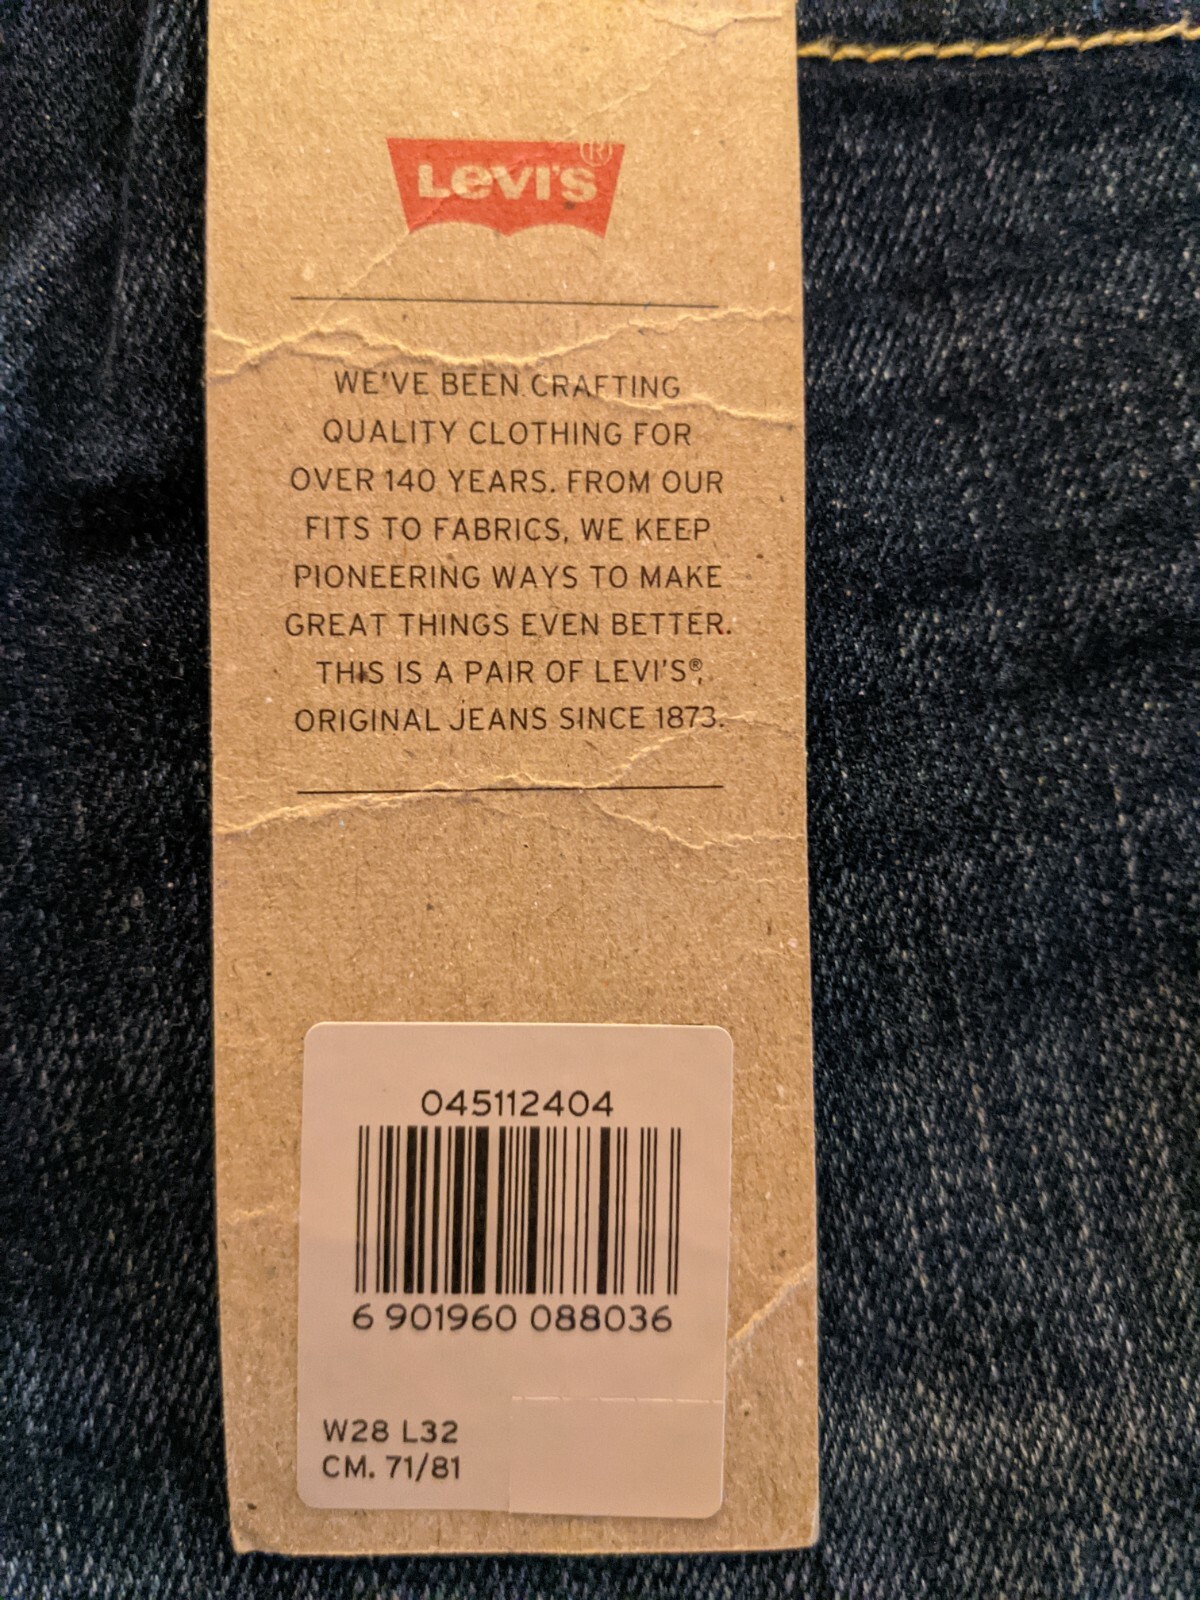 LEVI'S®
WE'VE BEEN CRAFTING
QUALITY CLOTHING FOR
OVER 140 YEARS. FROM OUR
FITS TO FABRICS, WE KEEP
PIONEERING WAYS TO MAKE
GREAT THINGS EVEN BETTER.
THIS IS A PAIR OF LEVI'S®,
ORIGINAL JEANS SINCE 1873.
045112404
6 901960 088036
W28 L32
CM. 71/81